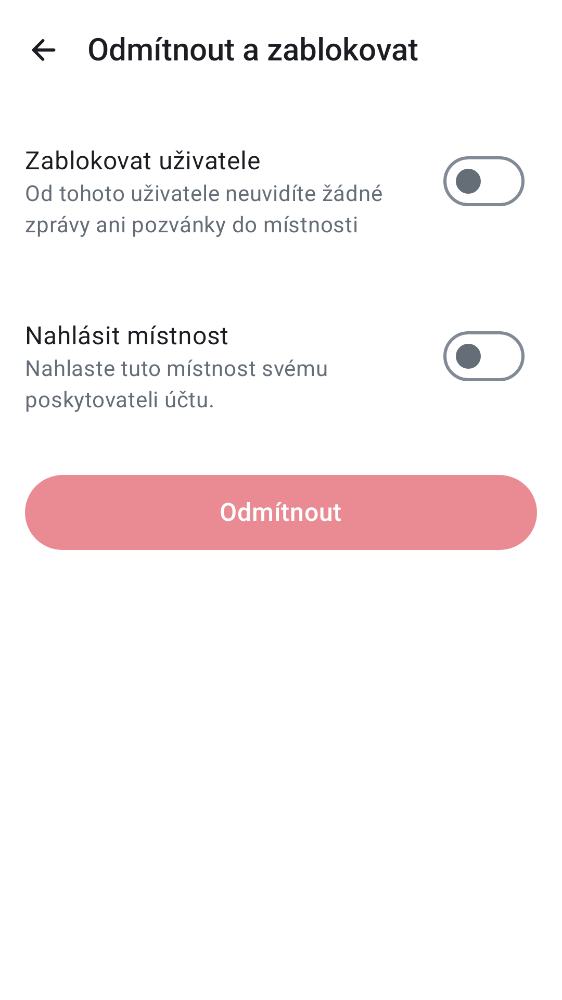 Odmítnout a zablokovat
Zablokovat uživatele
Od tohoto uživatele neuvidíte žádné
zprávy ani pozvánky do místnosti
Nahlásit místnost
Nahlaste tuto místnost svému
poskytovateli účtu.
Odmítnout